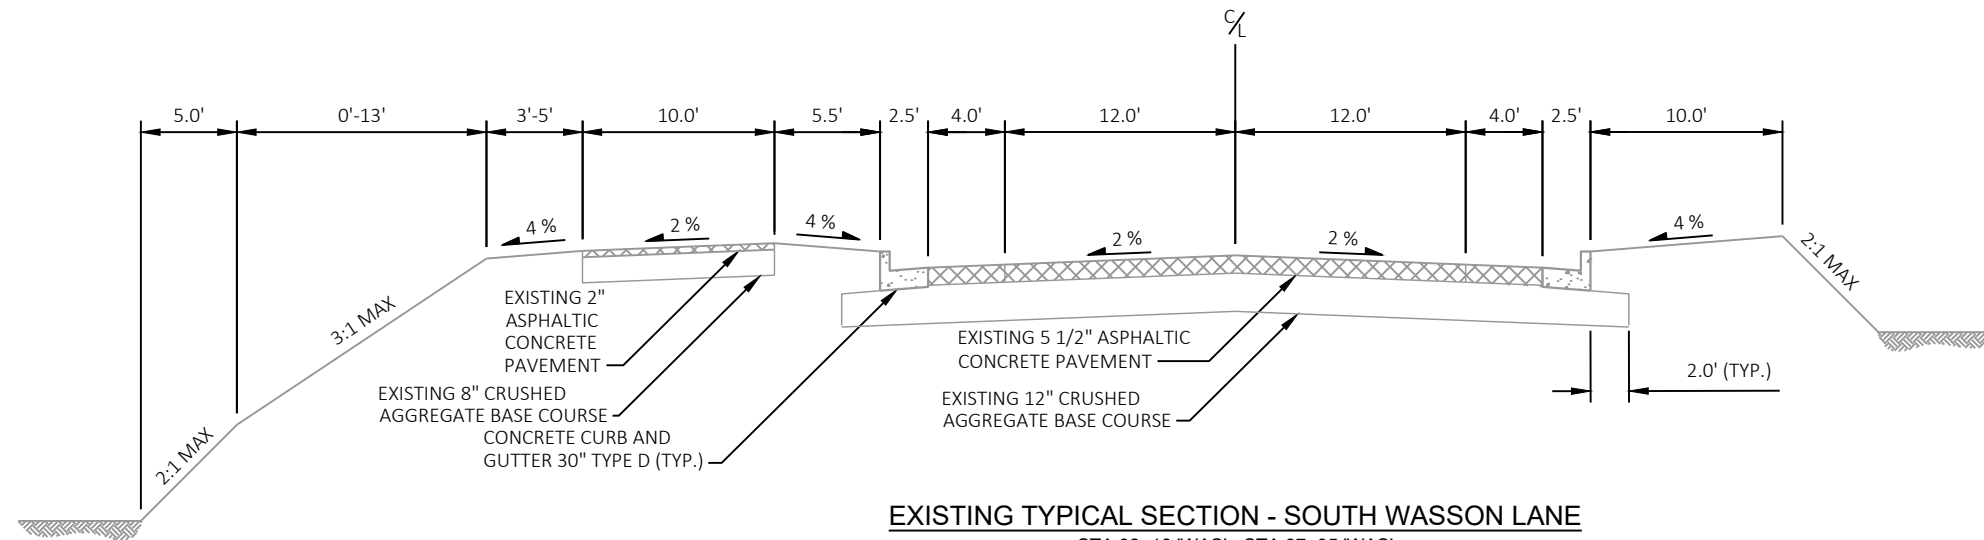 C/L
5.0' 0'-13' 3'-5' 10.0' 5.5' 2.5' 4.0' 12.0' 12.0' 4.0' 2.5' 10.0'
4 % 2 % 4 % 2 % 2 % 4 %
2:1 MAX
3:1 MAX
2:1 MAX
EXISTING 2"
ASPHALTIC
CONCRETE
PAVEMENT
EXISTING 8" CRUSHED
AGGREGATE BASE COURSE
CONCRETE CURB AND
GUTTER 30" TYPE D (TYP.)
EXISTING 5 1/2" ASPHALTIC
CONCRETE PAVEMENT
EXISTING 12" CRUSHED
AGGREGATE BASE COURSE
2.0' (TYP.)
EXISTING TYPICAL SECTION - SOUTH WASSON LANE